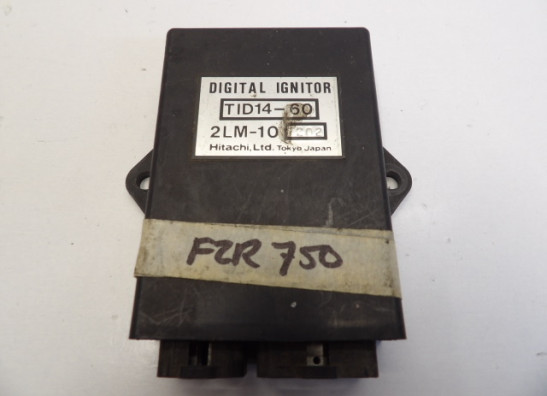 DIGITAL IGNITOR
TID14-60
2LM-10
Hitachi, Ltd. Tokyo Japan
FZR 750